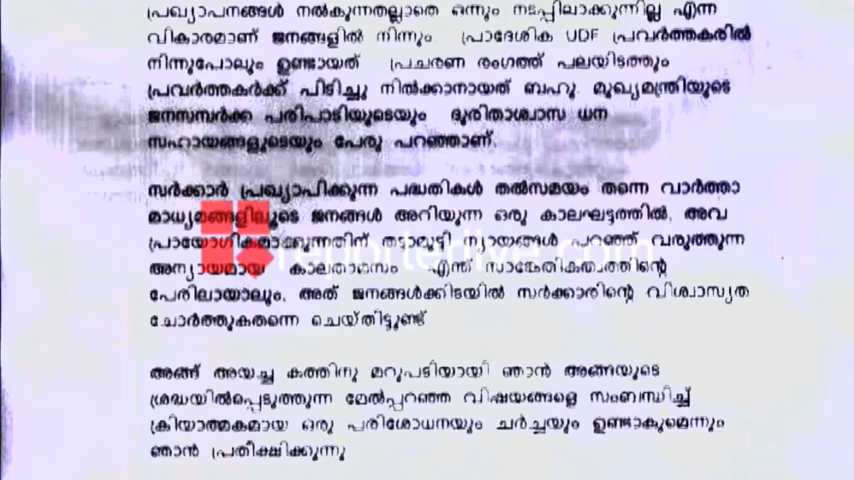 പ്രഖ്യാപനങ്ങൾ നൽകുന്നതല്ലാതെ ഒന്നും നടപ്പിലാക്കുന്നില്ല എന്ന
വികാരമാണ് ജനങ്ങളിൽ നിന്നും പ്രാദേശിക UDF പ്രവർത്തകരിൽ
നിന്നുപോലും ഉണ്ടായത് പ്രചരണ രംഗത്ത് പലയിടത്തും
പ്രവർത്തകർക്ക് പിടിച്ചു നിൽക്കാനായത് ബഹു. മുഖ്യമന്ത്രിയുടെ
ജനസമ്പർക്ക പരിപാടിയുടെയും ദുരിതാശ്വാസ ധന
സഹായങ്ങളുടെയും പേരു പറഞ്ഞാണ്.
സർക്കാർ പ്രഖ്യാപിക്കുന്ന പദ്ധതികൾ തൽസമയം തന്നെ വാർത്താ
മാധ്യമങ്ങളിലൂടെ ജനങ്ങൾ അറിയുന്ന ഒരു കാലഘട്ടത്തിൽ, അവ
പ്രായോഗികമാക്കുന്നതിന് തട്ടാമുട്ടി ന്യായങ്ങൾ പറഞ്ഞ് വരുത്തുന്ന
അന്യായമായ കാലതാമസം എന്ത് സാങ്കേതികത്വത്തിന്റെ
പേരിലായാലും, അത് ജനങ്ങൾക്കിടയിൽ സർക്കാരിന്റെ വിശ്വാസ്യത
ചോർത്തുകതന്നെ ചെയ്തിട്ടുണ്ട്
അങ്ങ് അയച്ച കത്തിനു മറുപടിയായി ഞാൻ അങ്ങയുടെ
ശ്രദ്ധയിൽപ്പെടുത്തുന്ന മേൽപ്പറഞ്ഞ വിഷയങ്ങളെ സംബന്ധിച്ച്
ക്രിയാത്മകമായ ഒരു പരിശോധനയും ചർച്ചയും ഉണ്ടാകുമെന്നും
ഞാൻ പ്രതീക്ഷിക്കുന്നു
reporterlive.com